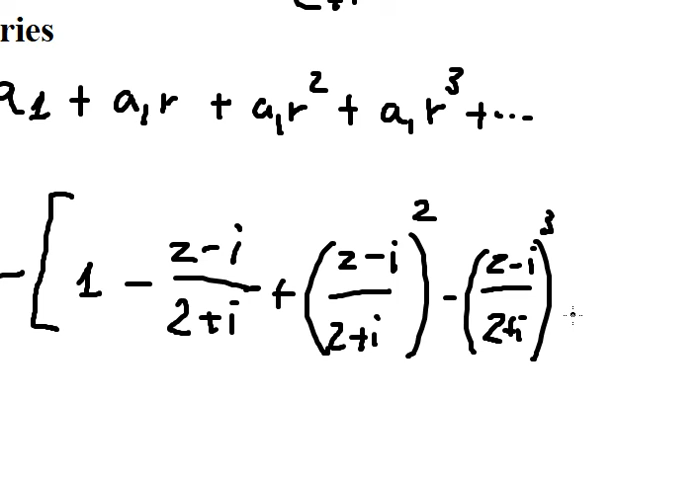 ries
a1 + a₁r + a₁r² + a₁r³ + ...
-[1 - (z-i)/(2+i) + ((z-i)/(2+i))² - ((z-i)/(2+i))³